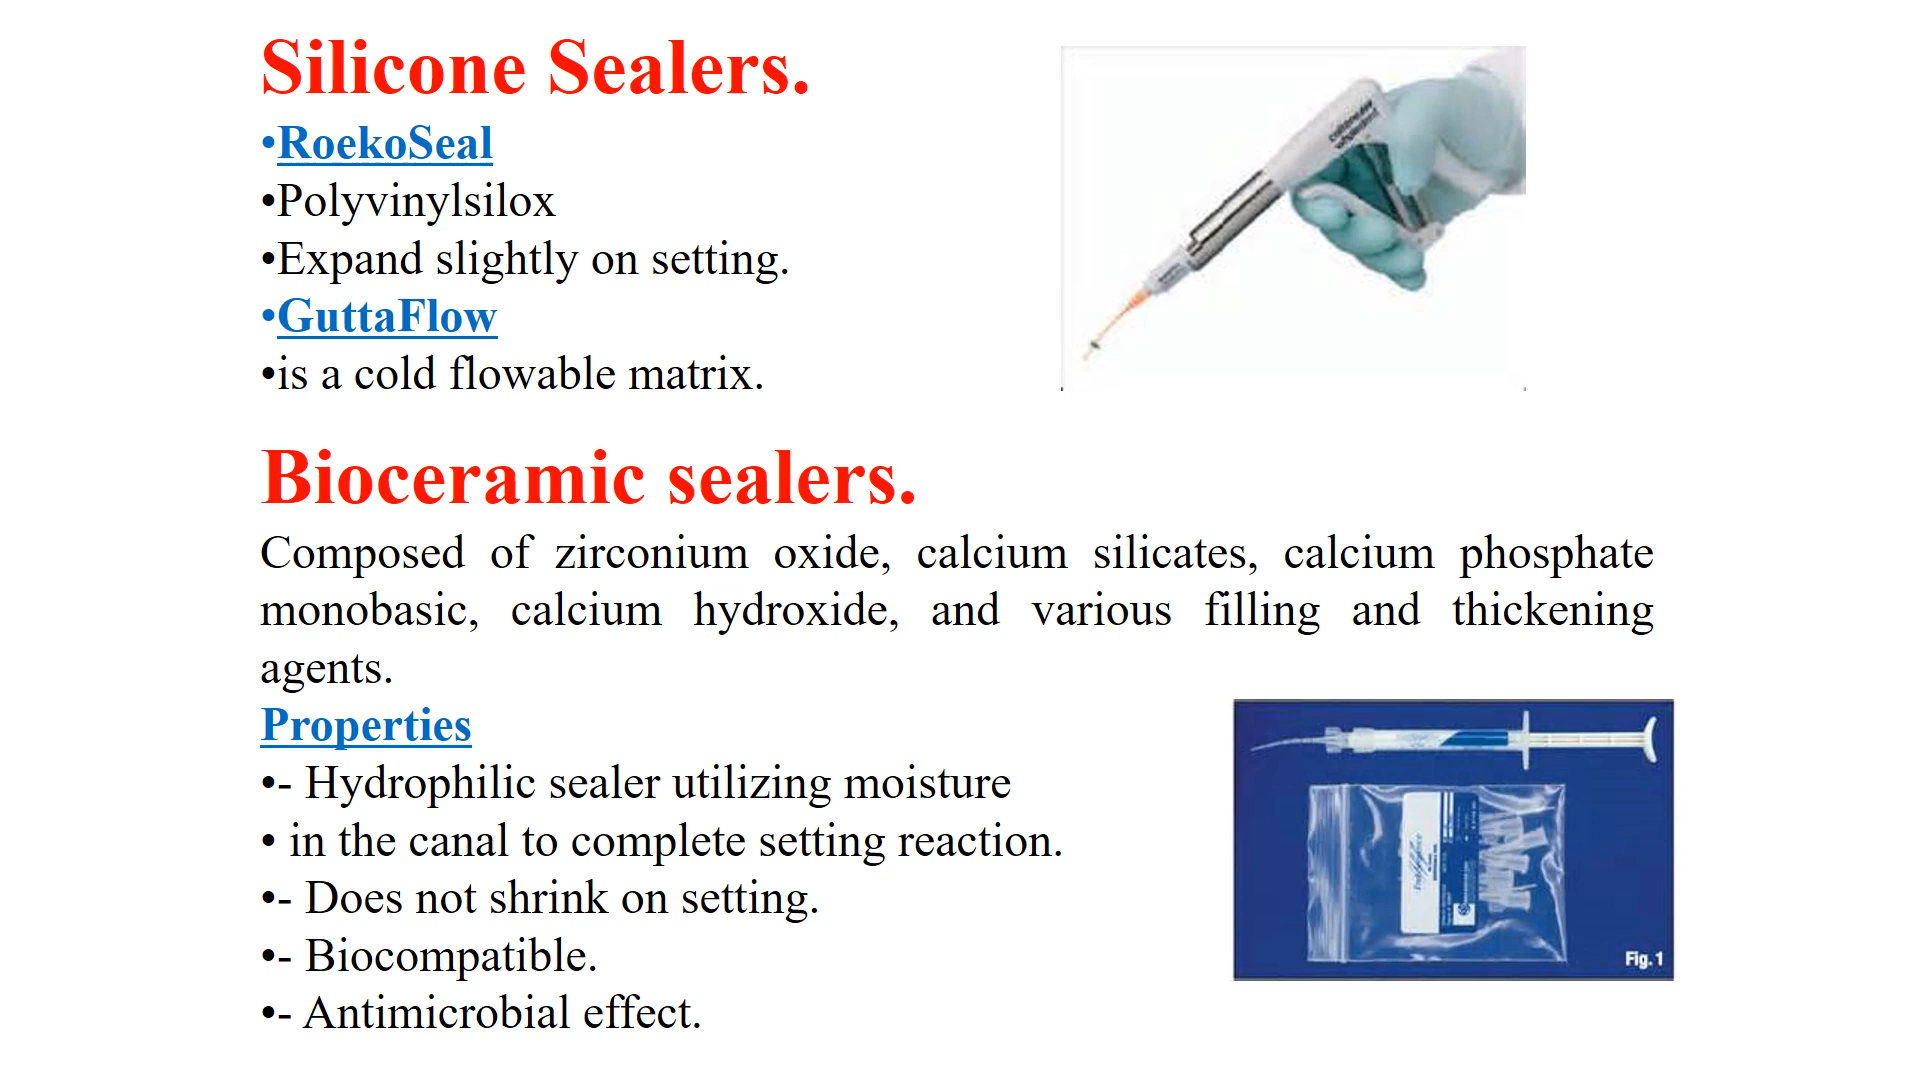 Silicone Sealers.
•RoekoSeal
•Polyvinylsilox
•Expand slightly on setting.
•GuttaFlow
•is a cold flowable matrix.
Bioceramic sealers.
Composed of zirconium oxide, calcium silicates, calcium phosphate
monobasic, calcium hydroxide, and various filling and thickening
agents.
Properties
•- Hydrophilic sealer utilizing moisture
• in the canal to complete setting reaction.
•- Does not shrink on setting.
•- Biocompatible.
•- Antimicrobial effect.
Fig. 1